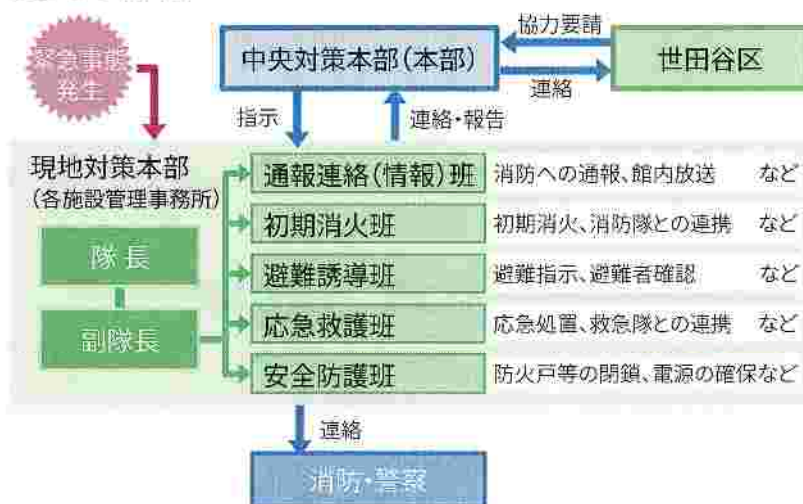 協力要請
緊急事態
発生
中央対策本部(本部)
世田谷区
連絡
指示
連絡・報告
現地対策本部
(各施設管理事務所)
隊長
副隊長
通報連絡(情報)班 消防への通報、館内放送 など
初期消火班 初期消火、消防隊との連携 など
避難誘導班 避難指示、避難者確認 など
応急救護班 応急処置、救急隊との連携 など
安全防護班 防火戸等の閉鎖、電源の確保など
連絡
消防・警察